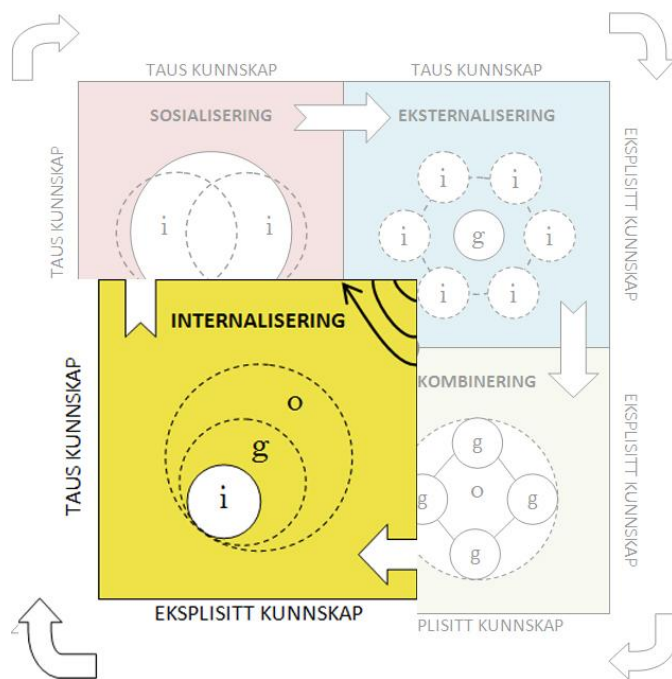 TAUS KUNNSKAP TAUS KUNNSKAP
SOSIALISERING EKSTERNALISERING
TAUS KUNNSKAP
EKSPLISITT KUNNSKAP
i i
i i
i g i
i i
INTERNALISERING
KOMBINERING
TAUS KUNNSKAP
EKSPLISITT KUNNSKAP
o
g
i
g
g o g
g
EKSPLISITT KUNNSKAP
PLISITT KUNNSKAP